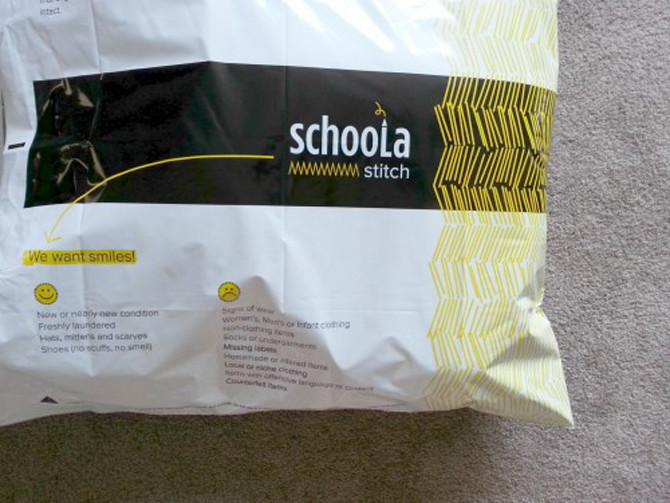 intact.
schoola
stitch
We want smiles!
New or nearly new condition
Freshly laundered
Hats, mittens and scarves
Shoes (no scuffs, no smell)
Signs of wear
Women's, Men's or Infant clothing
Non-clothing items
Socks or undergarments
Missing labels
Homemade or altered items
Local or niche clothing
Items with offensive language or content
Counterfeit items